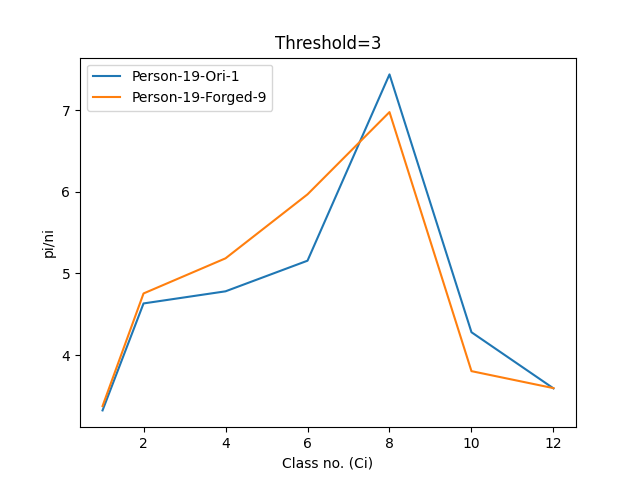 Threshold=3
Person-19-Ori-1
Person-19-Forged-9
pi/ni
7
6
5
4
2 4 6 8 10 12
Class no. (Ci)